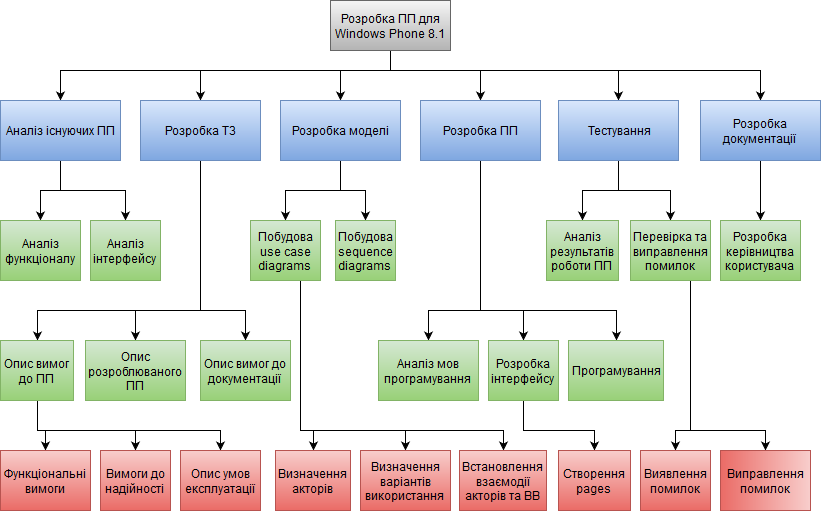 Розробка ПП для
Windows Phone 8.1
Аналіз існуючих ПП
Розробка ТЗ
Розробка моделі
Розробка ПП
Тестування
Розробка
документації
Аналіз
функціоналу
Аналіз
інтерфейсу
Побудова
use case
diagrams
Побудова
sequence
diagrams
Аналіз
результатів
роботи ПП
Перевірка та
виправлення
помилок
Розробка
керівництва
користувача
Опис вимог
до ПП
Опис
розроблюваного
ПП
Опис вимог до
документації
Аналіз мов
програмування
Розробка
інтерфейсу
Програмування
Функціональні
вимоги
Вимоги до
надійності
Опис умов
експлуатації
Визначення
акторів
Визначення
варіантів
використання
Встановлення
взаємодії
акторів та ВВ
Створення
pages
Виявлення
помилок
Виправлення
помилок